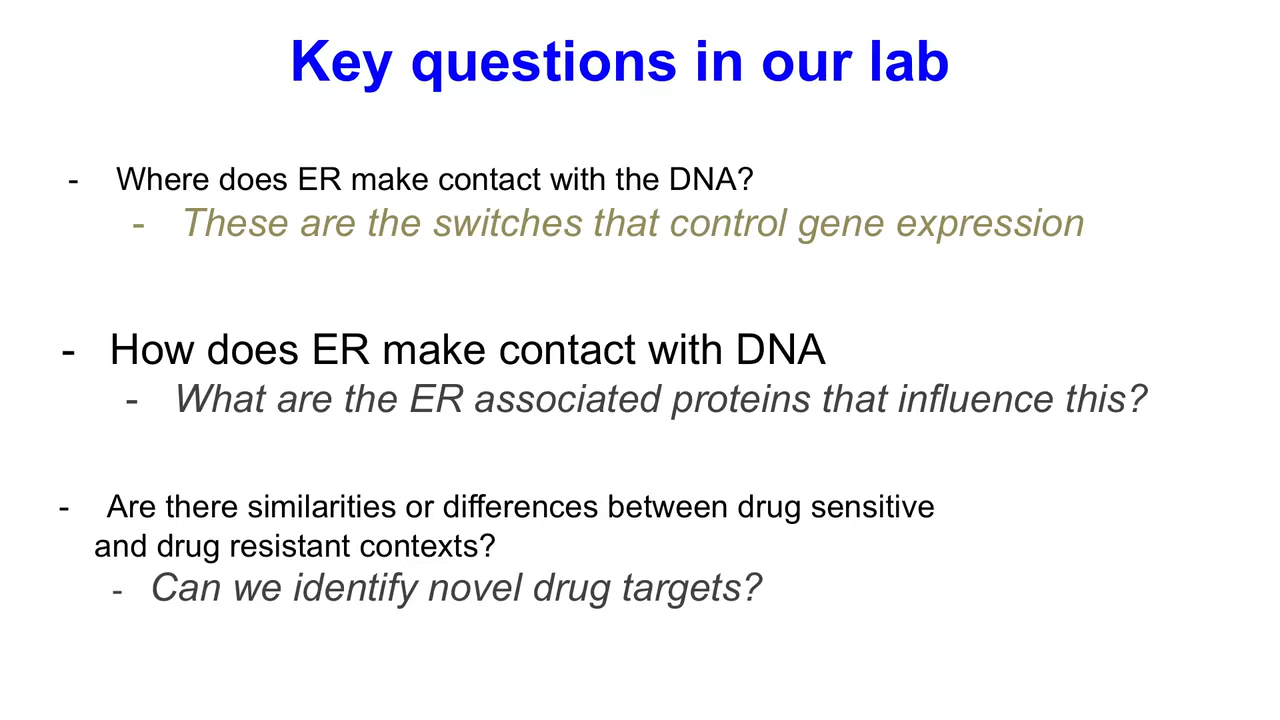 Key questions in our lab
- Where does ER make contact with the DNA?
- These are the switches that control gene expression
- How does ER make contact with DNA
- What are the ER associated proteins that influence this?
- Are there similarities or differences between drug sensitive
and drug resistant contexts?
- Can we identify novel drug targets?